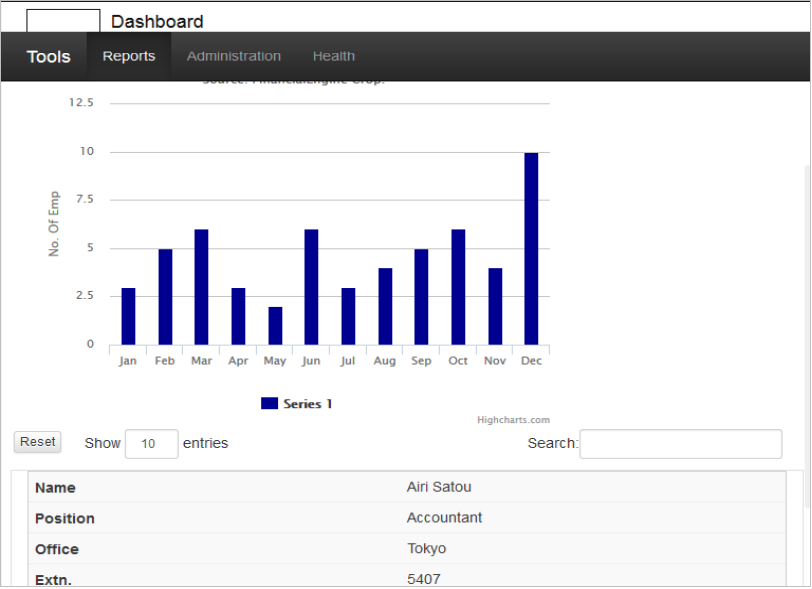 Dashboard
Tools Reports Administration Health
12.5
10
7.5
5
2.5
0
No. Of Emp
Jan Feb Mar Apr May Jun Jul Aug Sep Oct Nov Dec
Series 1
Highcharts.com
Reset Show 10 entries Search:
Name Airi Satou
Position Accountant
Office Tokyo
Extn. 5407